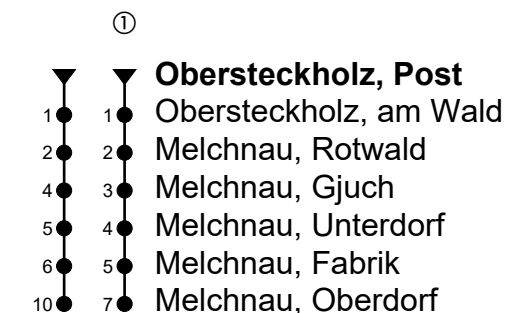 ①
Obersteckholz, Post
1 1 Obersteckholz, am Wald
2 2 Melchnau, Rotwald
4 3 Melchnau, Gjuch
5 4 Melchnau, Unterdorf
6 5 Melchnau, Fabrik
10 7 Melchnau, Oberdorf